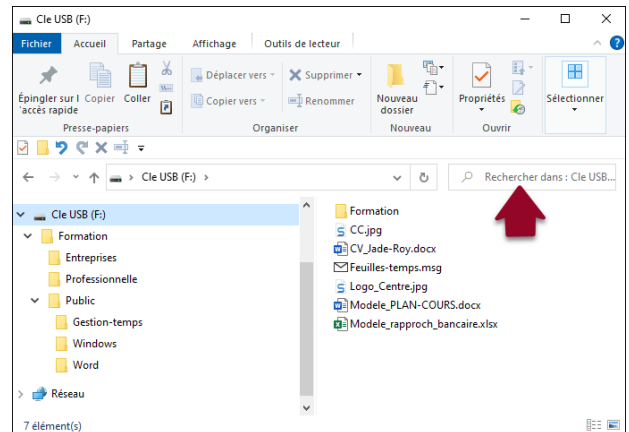 Cle USB (F:)
Fichier Accueil Partage Affichage Outils de lecteur
Épingler sur l'accès rapide
Copier
Coller
Déplacer vers
Copier vers
Supprimer
Renommer
Nouveau dossier
Propriétés
Sélectionner
Presse-papiers Organiser Nouveau Ouvrir
Cle USB (F:)
Rechercher dans : Cle USB...
Cle USB (F:)
Formation
Entreprises
Professionnelle
Public
Gestion-temps
Windows
Word
Réseau
Formation
CC.jpg
CV_Jade-Roy.docx
Feuilles-temps.msg
Logo_Centre.jpg
Modele_PLAN-COURS.docx
Modele_rapproch_bancaire.xlsx
7 élément(s)